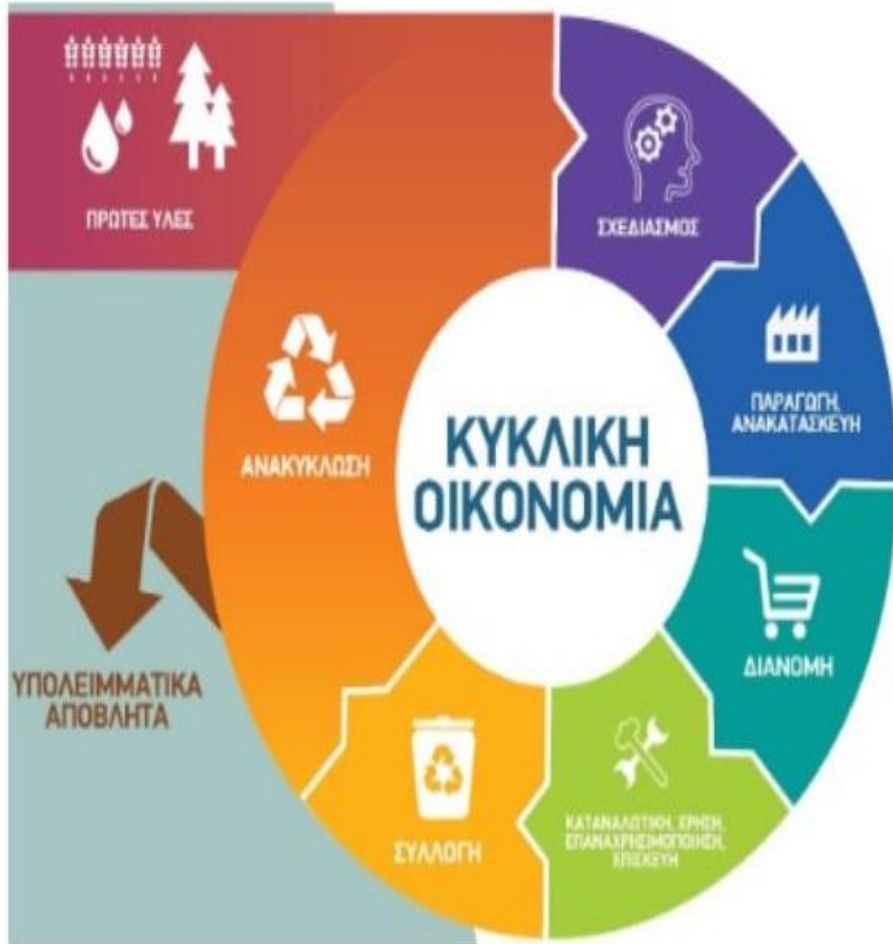 ΠΡΩΤΕΣ ΥΛΕΣ
ΣΧΕΔΙΑΣΜΟΣ
ΠΑΡΑΓΩΓΗ,
ΑΝΑΚΑΤΑΣΚΕΥΗ
ΑΝΑΚΥΚΛΩΣΗ
ΚΥΚΛΙΚΗ
ΟΙΚΟΝΟΜΙΑ
ΔΙΑΝΟΜΗ
ΥΠΟΛΕΙΜΜΑΤΙΚΑ
ΑΠΟΒΛΗΤΑ
ΚΑΤΑΝΑΛΩΤΙΚΗ, ΧΡΗΣΗ,
ΕΠΑΝΑΧΡΗΣΙΜΟΠΟΙΗΣΗ,
ΕΠΙΣΚΕΥΗ
ΣΥΛΛΟΓΗ